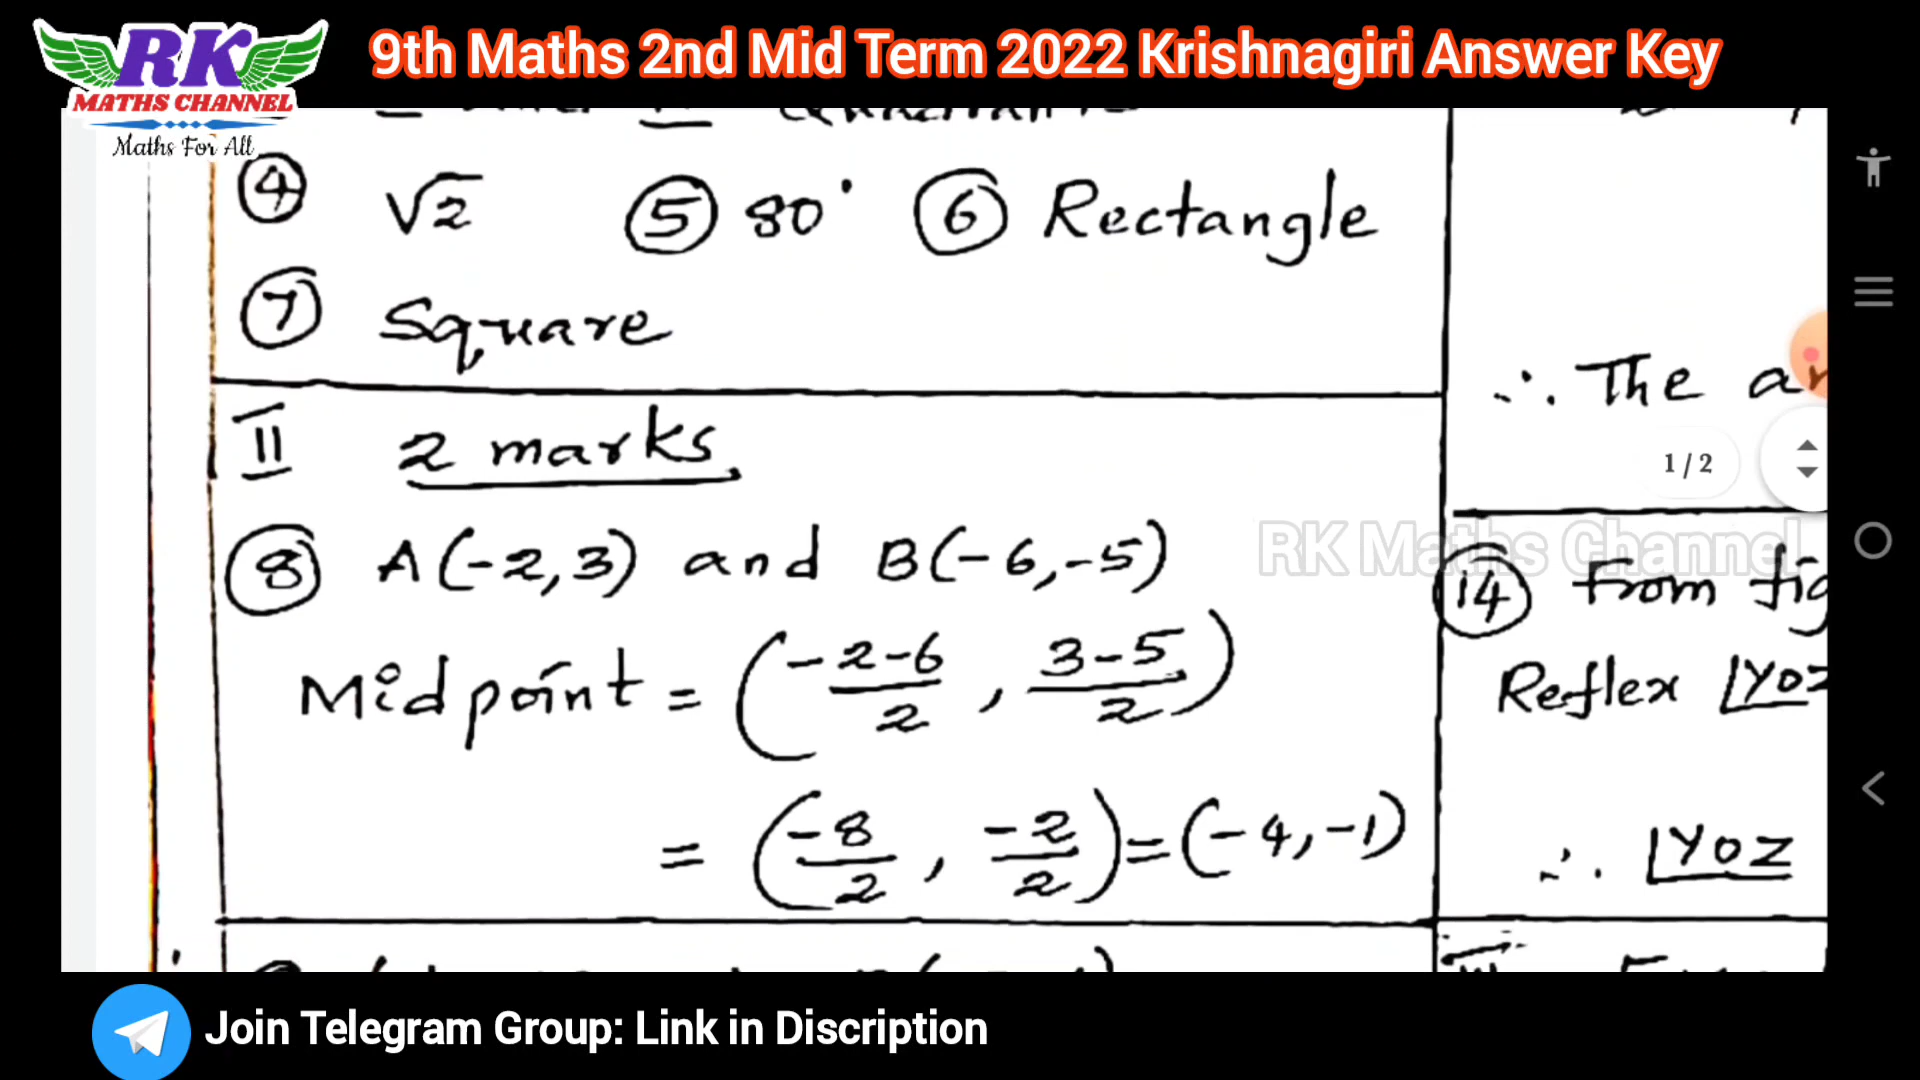 RK
MATHS CHANNEL
Maths For All
9th Maths 2nd Mid Term 2022 Krishnagiri Answer Key
④ √2 ⑤ 80° ⑥ Rectangle
⑦ Square
II 2 marks
⑧ A(-2,3) and B(-6,-5)
Midpoint = (-2-6/2 , 3-5/2)
= (-8/2 , -2/2) = (-4,-1)
∴ The
1 / 2
RK Maths Channel
⑭ From fig
Reflex ∠YOZ
∴ ∠YOZ
Join Telegram Group: Link in Discription